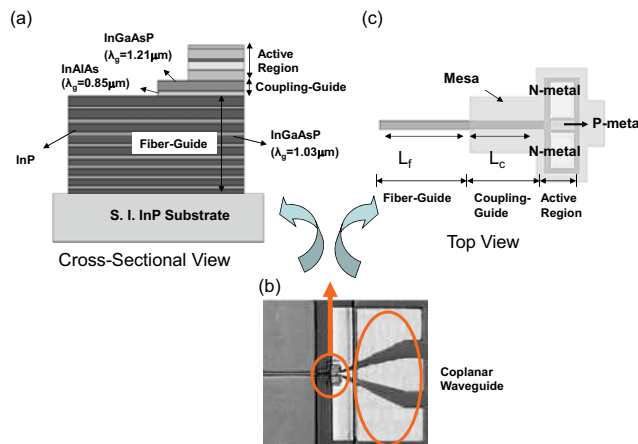 (a)
InGaAsP
(λg=1.21μm)
InAlAs
(λg=0.85μm)
Active
Region
Coupling-Guide
Fiber-Guide
InGaAsP
(λg=1.03μm)
InP
S. I. InP Substrate
Cross-Sectional View
(c)
Mesa
N-metal
P-meta
N-metal
Lf
Lc
Fiber-Guide
Coupling-
Guide
Active
Region
Top View
(b)
Coplanar
Waveguide